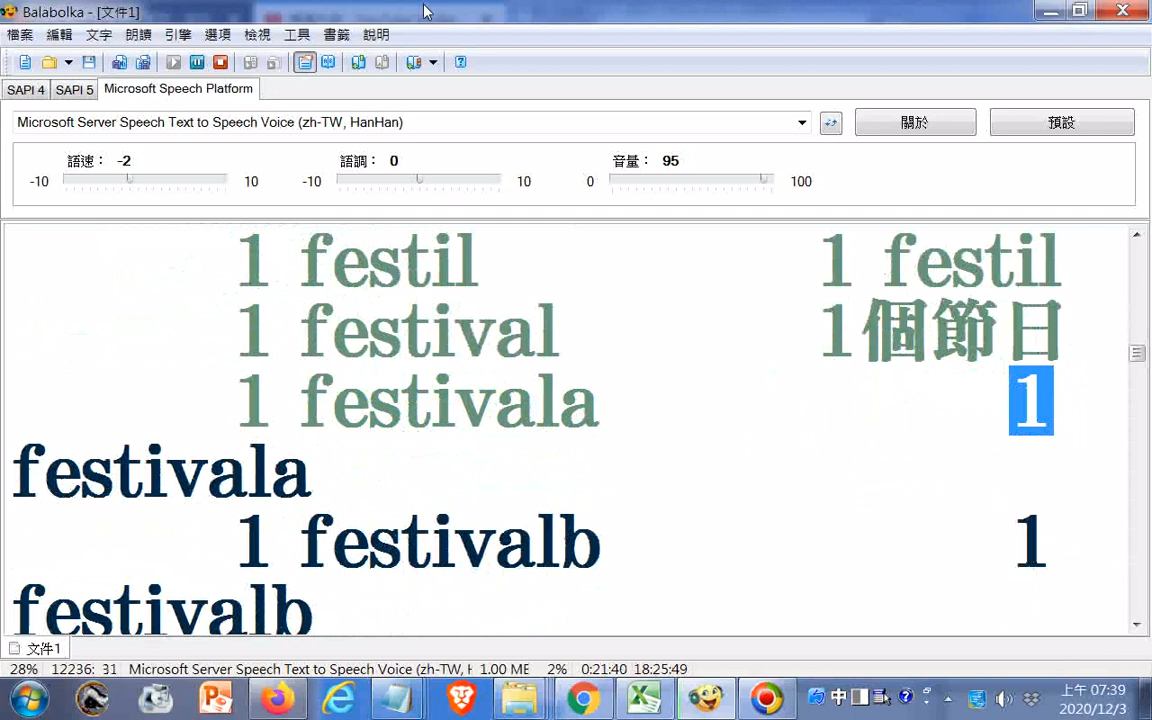 Balabolka - [文件1]
檔案 編輯 文字 朗讀 引擎 選項 檢視 工具 書籤 說明
SAPI 4 SAPI 5 Microsoft Speech Platform
Microsoft Server Speech Text to Speech Voice (zh-TW, HanHan) 關於 預設
語速： -2 語調： 0 音量： 95
-10 10 -10 10 0 100
1 festil 1 festil
1 festival 1個節日
1 festivala 1
festivala
1 festivalb 1
festivalb
文件1
28% 12236: 31 Microsoft Server Speech Text to Speech Voice (zh-TW, 1.00 ME 2% 0:21:40 18:25:49
中 上午 07:39
2020/12/3